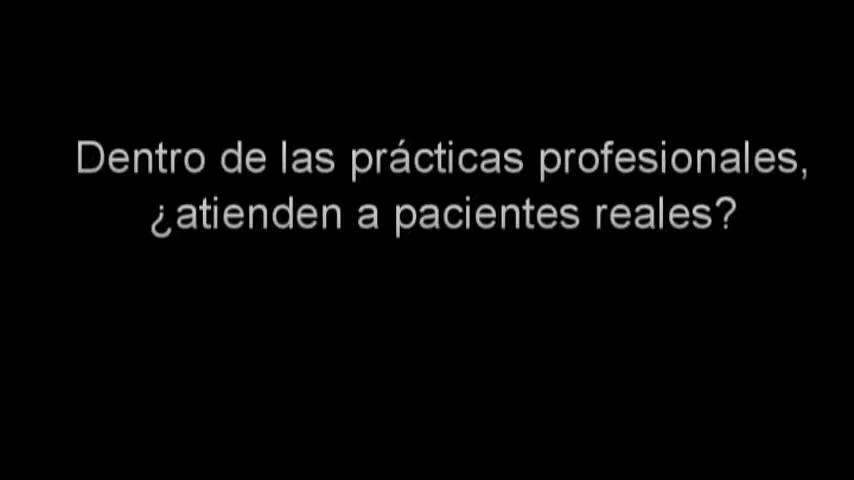 Dentro de las prácticas profesionales,
¿atienden a pacientes reales?